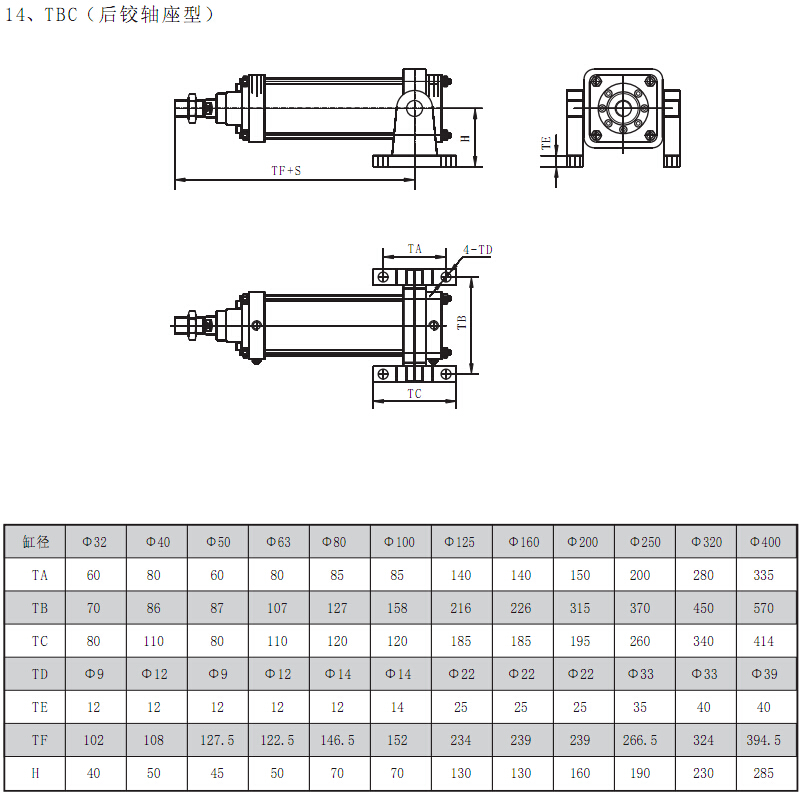 14、TBC（后铰轴座型）
H
TE
TF+S
TA
4-TD
TB
TC
缸径 Φ32 Φ40 Φ50 Φ63 Φ80 Φ100 Φ125 Φ160 Φ200 Φ250 Φ320 Φ400
TA 60 80 60 80 85 85 140 140 150 200 280 335
TB 70 86 87 107 127 158 216 226 315 370 450 570
TC 80 110 80 110 120 120 185 185 195 260 340 414
TD Φ9 Φ12 Φ9 Φ12 Φ14 Φ14 Φ22 Φ22 Φ22 Φ33 Φ33 Φ39
TE 12 12 12 12 12 14 25 25 25 35 40 40
TF 102 108 127.5 122.5 146.5 152 234 239 239 266.5 324 394.5
H 40 50 45 50 70 70 130 130 160 190 230 285